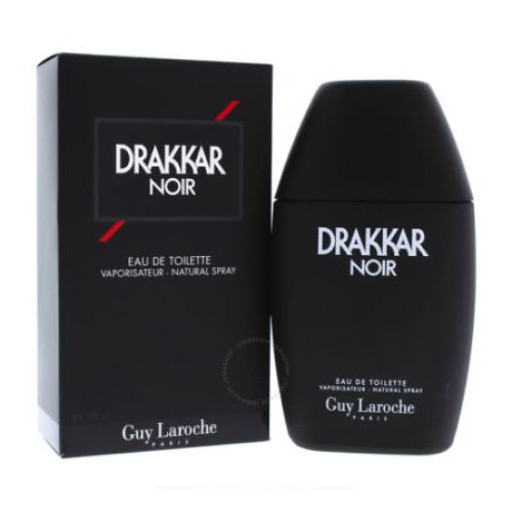 DRAKKAR
NOIR
EAU DE TOILETTE
VAPORISATEUR - NATURAL SPRAY
Guy Laroche
PARIS
DRAKKAR
NOIR
EAU DE TOILETTE
VAPORISATEUR - NATURAL SPRAY
Guy Laroche
PARIS